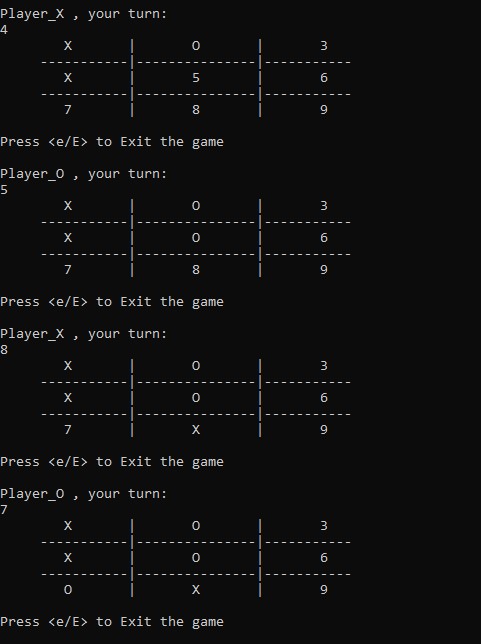 Player_X , your turn:
4
     X       |       O       |       3
-----------|---------------|-----------
     X       |       5       |       6
-----------|---------------|-----------
     7       |       8       |       9
Press <e/E> to Exit the game
Player_O , your turn:
5
     X       |       O       |       3
-----------|---------------|-----------
     X       |       O       |       6
-----------|---------------|-----------
     7       |       8       |       9
Press <e/E> to Exit the game
Player_X , your turn:
8
     X       |       O       |       3
-----------|---------------|-----------
     X       |       O       |       6
-----------|---------------|-----------
     7       |       X       |       9
Press <e/E> to Exit the game
Player_O , your turn:
7
     X       |       O       |       3
-----------|---------------|-----------
     X       |       O       |       6
-----------|---------------|-----------
     O       |       X       |       9
Press <e/E> to Exit the game